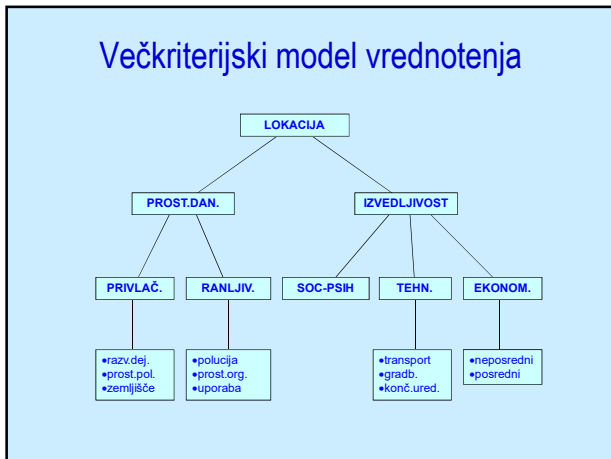 Večkriterijski model vrednotenja
LOKACIJA
PROST.DAN.
IZVEDLJIVOST
PRIVLAČ.
RANLJIV.
SOC-PSIH
TEHN.
EKONOM.
•razv.dej.
•prost.pol.
•zemljišče
•polucija
•prost.org.
•uporaba
•transport
•gradb.
•konč.ured.
•neposredni
•posredni